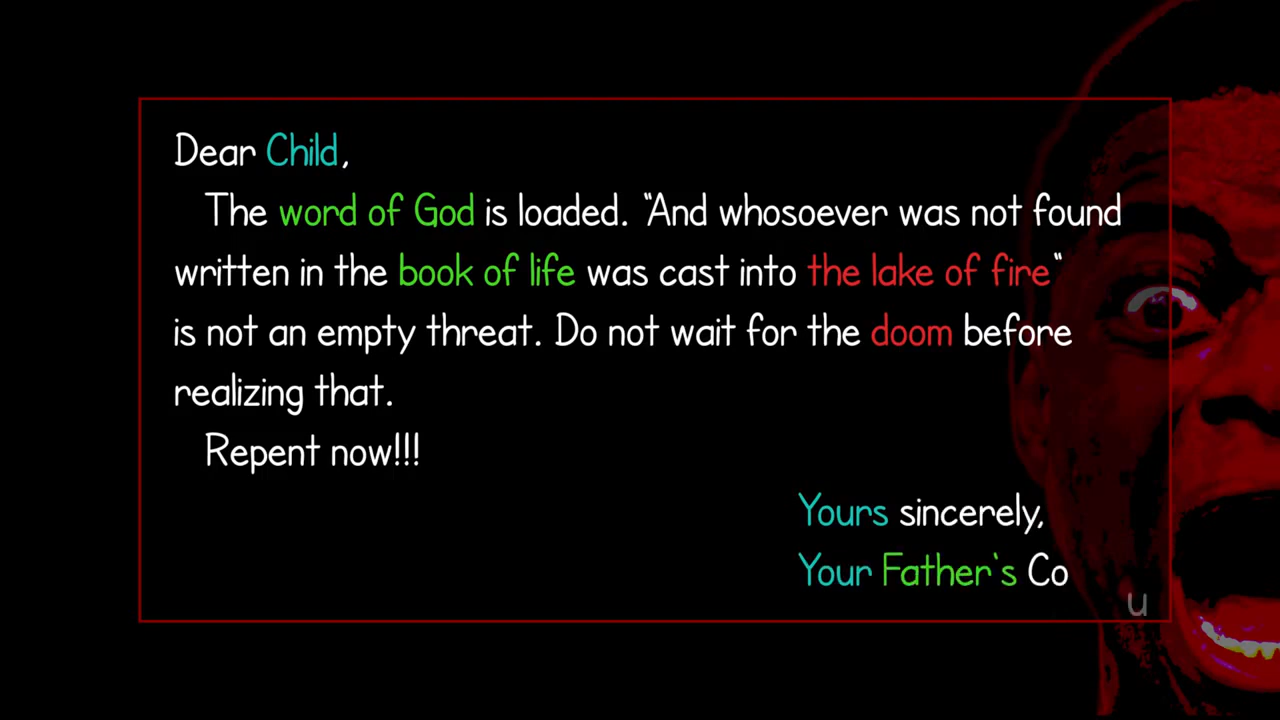 Dear Child,
The word of God is loaded. “And whosoever was not found
written in the book of life was cast into the lake of fire“
is not an empty threat. Do not wait for the doom before
realizing that.
Repent now!!!
Yours sincerely,
Your Father's Co
u